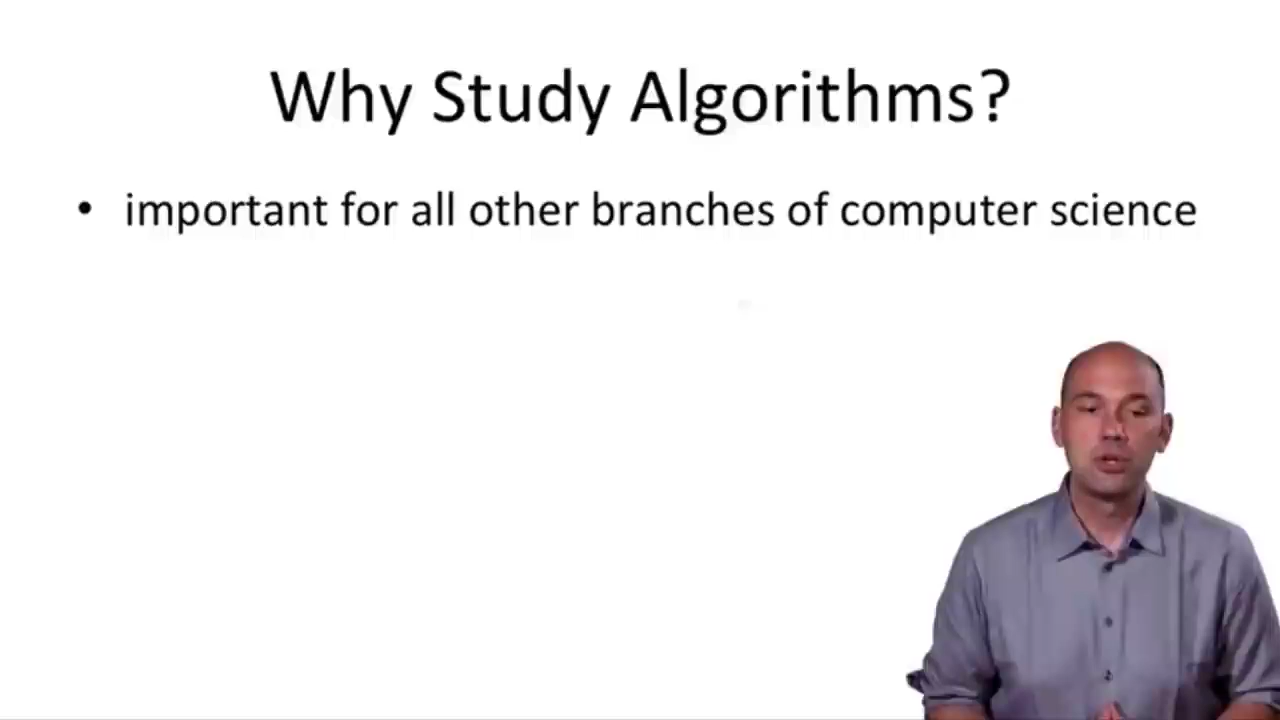 Why Study Algorithms?
• important for all other branches of computer science